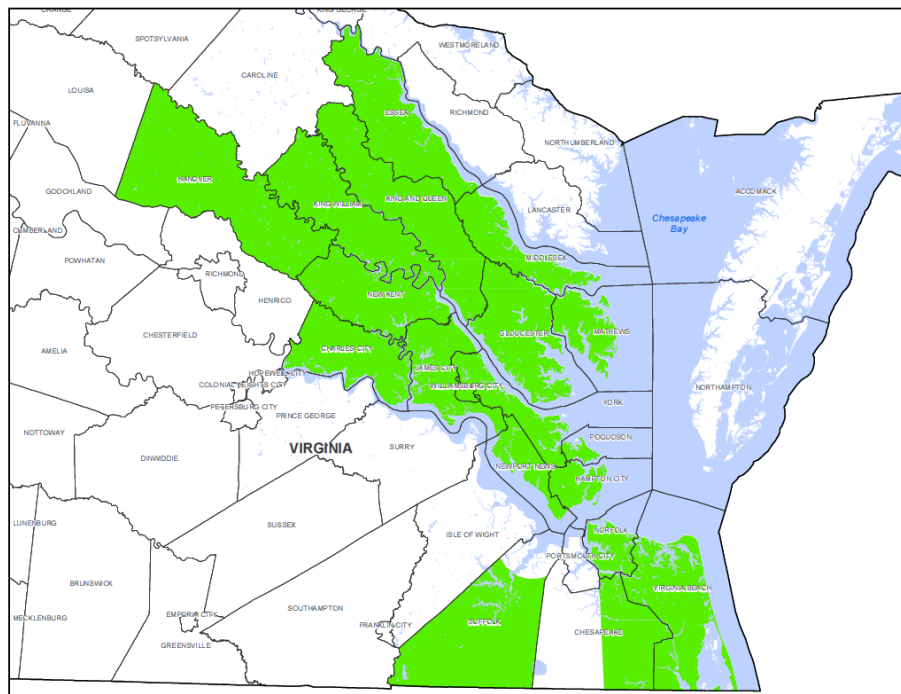 ORANGE
KING GEORGE
SPOTSYLVANIA
WESTMORELAND
CAROLINE
LOUISA
ESSEX
RICHMOND
FLUVANNA
NORTHUMBERLAND
HANOVER
GOOCHLAND
KING WILLIAM
KING AND QUEEN
ACCOMACK
LANCASTER
Chesapeake
Bay
CUMBERLAND
POWHATAN
MIDDLESEX
RICHMOND
HENRICO
NEW KENT
CHESTERFIELD
GLOUCESTER
MATHEWS
AMELIA
CHARLES CITY
HOPEWELL CITY
JAMES CITY
COLONIAL HEIGHTS CITY
WILLIAMSBURG CITY
NORTHAMPTON
PETERSBURG CITY
PRINCE GEORGE
YORK
NOTTOWAY
VIRGINIA
SURRY
POQUOSON
DINWIDDIE
NEWPORT NEWS
HAMPTON CITY
LUNENBURG
SUSSEX
NORFOLK
ISLE OF WIGHT
PORTSMOUTH CITY
BRUNSWICK
VIRGINIA BEACH
SOUTHAMPTON
MECKLENBURG
EMPORIA CITY
FRANKLIN CITY
SUFFOLK
CHESAPEAKE
GREENSVILLE